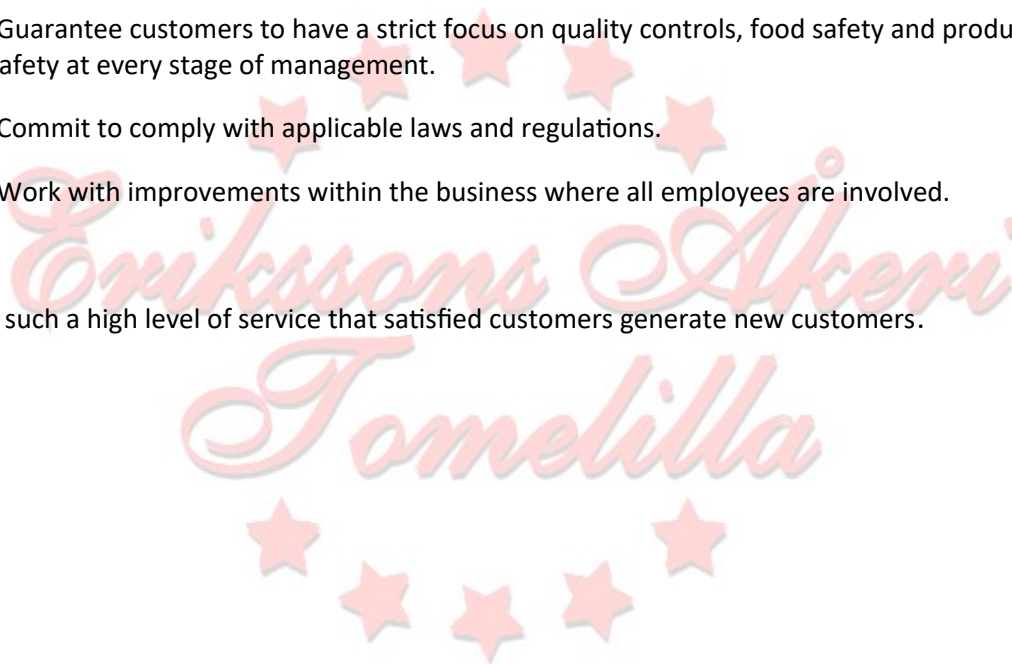 Guarantee customers to have a strict focus on quality controls, food safety and produ
afety at every stage of management.
Commit to comply with applicable laws and regulations.
Work with improvements within the business where all employees are involved.
Erikssons Åkeri
such a high level of service that satisfied customers generate new customers.
Tomelilla